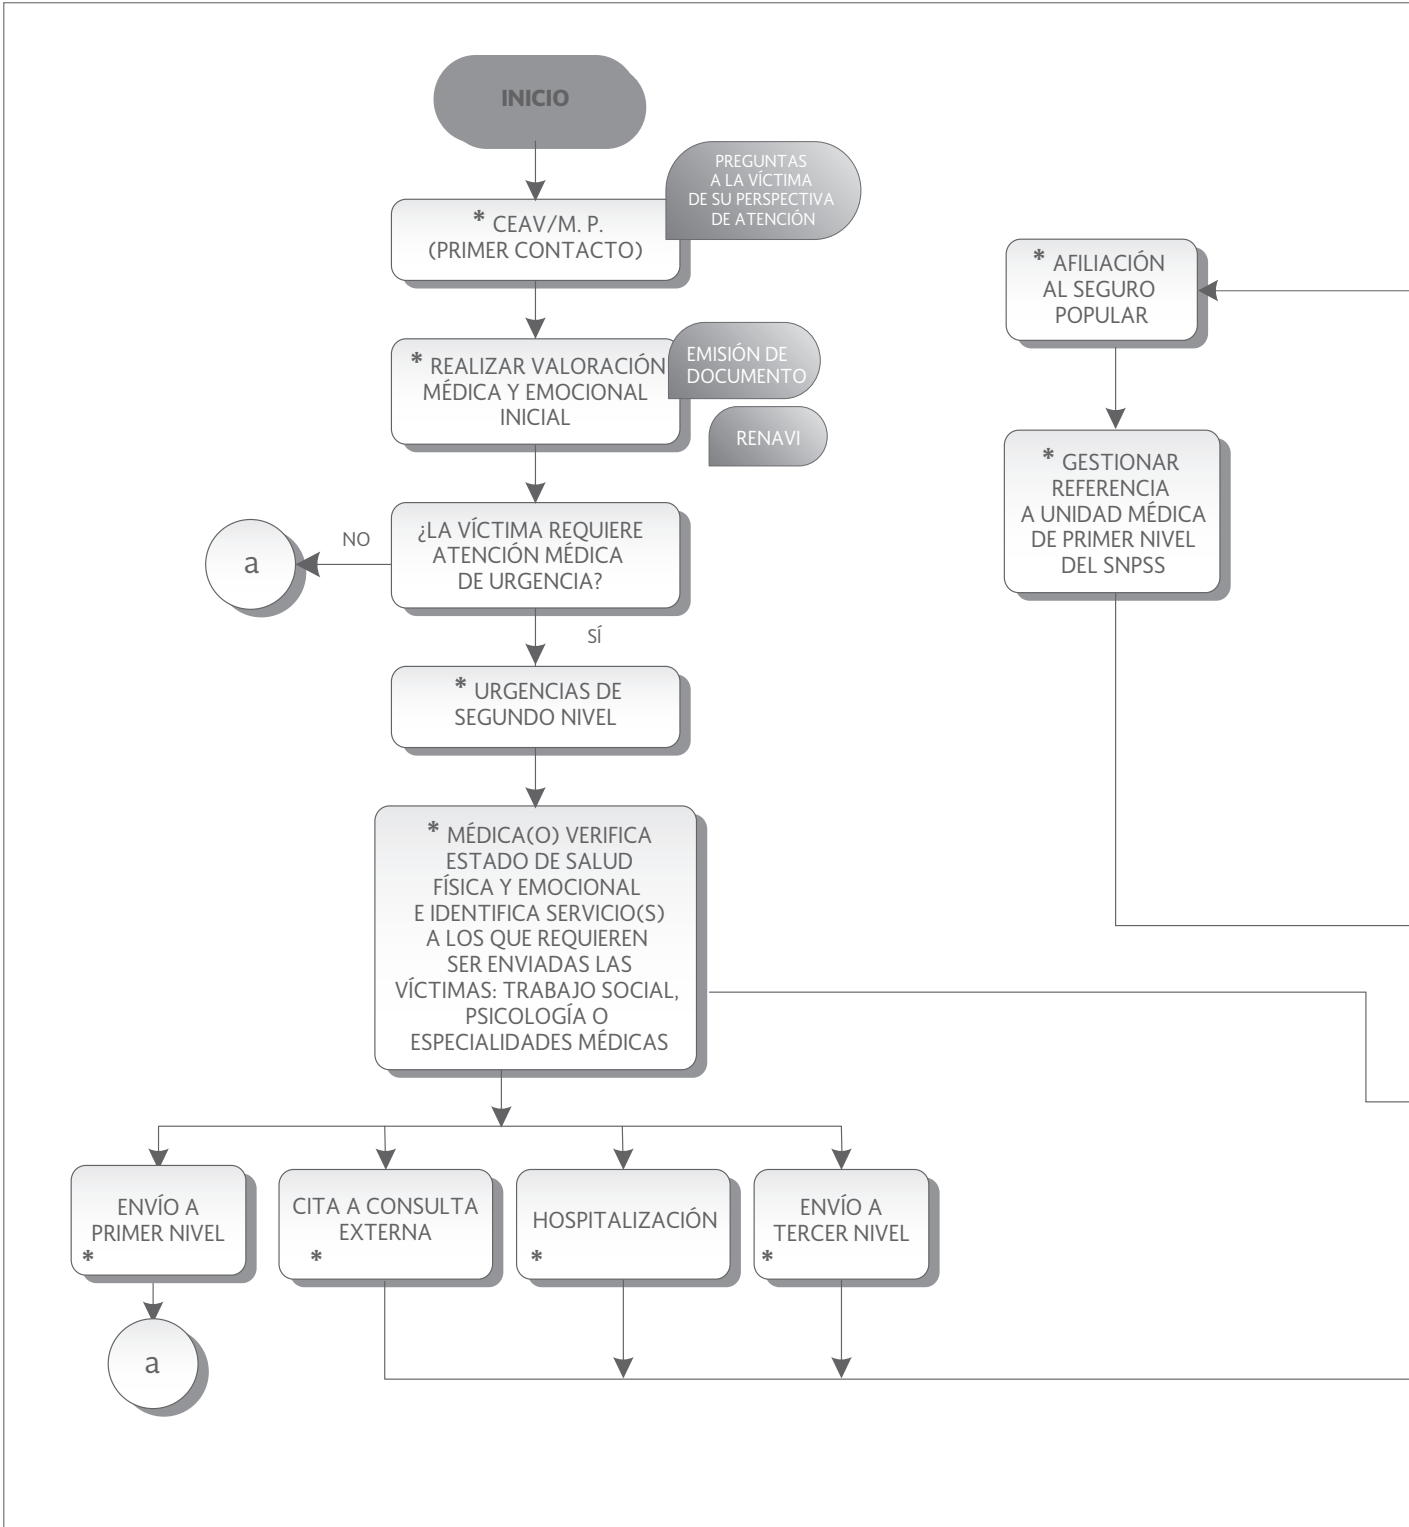 INICIO
PREGUNTAS
A LA VÍCTIMA
DE SU PERSPECTIVA
DE ATENCIÓN
* CEAV/M. P.
(PRIMER CONTACTO)
* REALIZAR VALORACIÓN
MÉDICA Y EMOCIONAL
INICIAL
EMISIÓN DE
DOCUMENTO
RENAVI
¿LA VÍCTIMA REQUIERE
ATENCIÓN MÉDICA
DE URGENCIA?
NO
a
SÍ
* URGENCIAS DE
SEGUNDO NIVEL
* MÉDICA(O) VERIFICA
ESTADO DE SALUD
FÍSICA Y EMOCIONAL
E IDENTIFICA SERVICIO(S)
A LOS QUE REQUIEREN
SER ENVIADAS LAS
VÍCTIMAS: TRABAJO SOCIAL,
PSICOLOGÍA O
ESPECIALIDADES MÉDICAS
ENVÍO A
PRIMER NIVEL
*
CITA A CONSULTA
EXTERNA
*
HOSPITALIZACIÓN
*
ENVÍO A
TERCER NIVEL
*
a
* AFILIACIÓN
AL SEGURO
POPULAR
* GESTIONAR
REFERENCIA
A UNIDAD MÉDICA
DE PRIMER NIVEL
DEL SNPSS